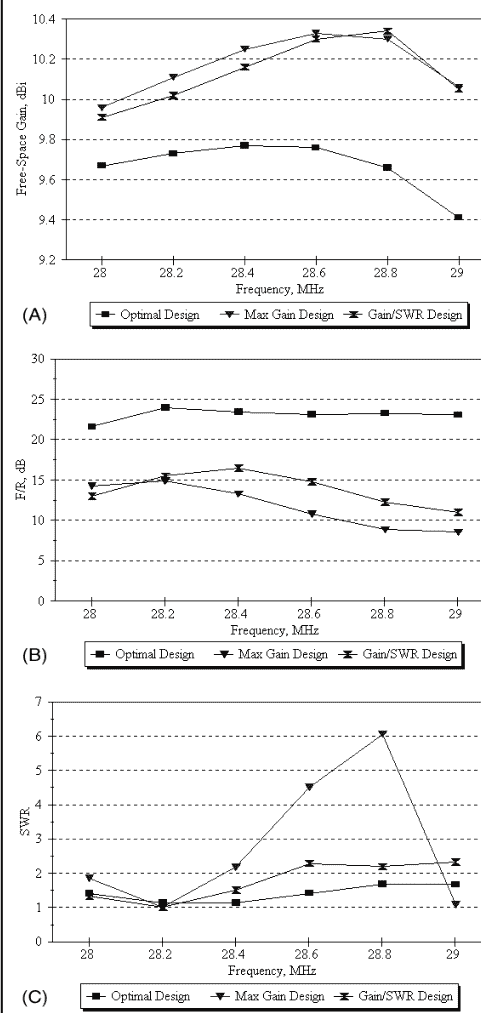 10.4
10.2
10
9.8
9.6
9.4
9.2
Free-Space Gain, dBi
28 28.2 28.4 28.6 28.8 29
Frequency, MHz
(A)
Optimal Design Max Gain Design Gain/SWR Design
30
25
20
15
10
5
0
F/R, dB
28 28.2 28.4 28.6 28.8 29
Frequency, MHz
(B)
Optimal Design Max Gain Design Gain/SWR Design
7
6
5
4
3
2
1
0
SWR
28 28.2 28.4 28.6 28.8 29
Frequency, MHz
(C)
Optimal Design Max Gain Design Gain/SWR Design